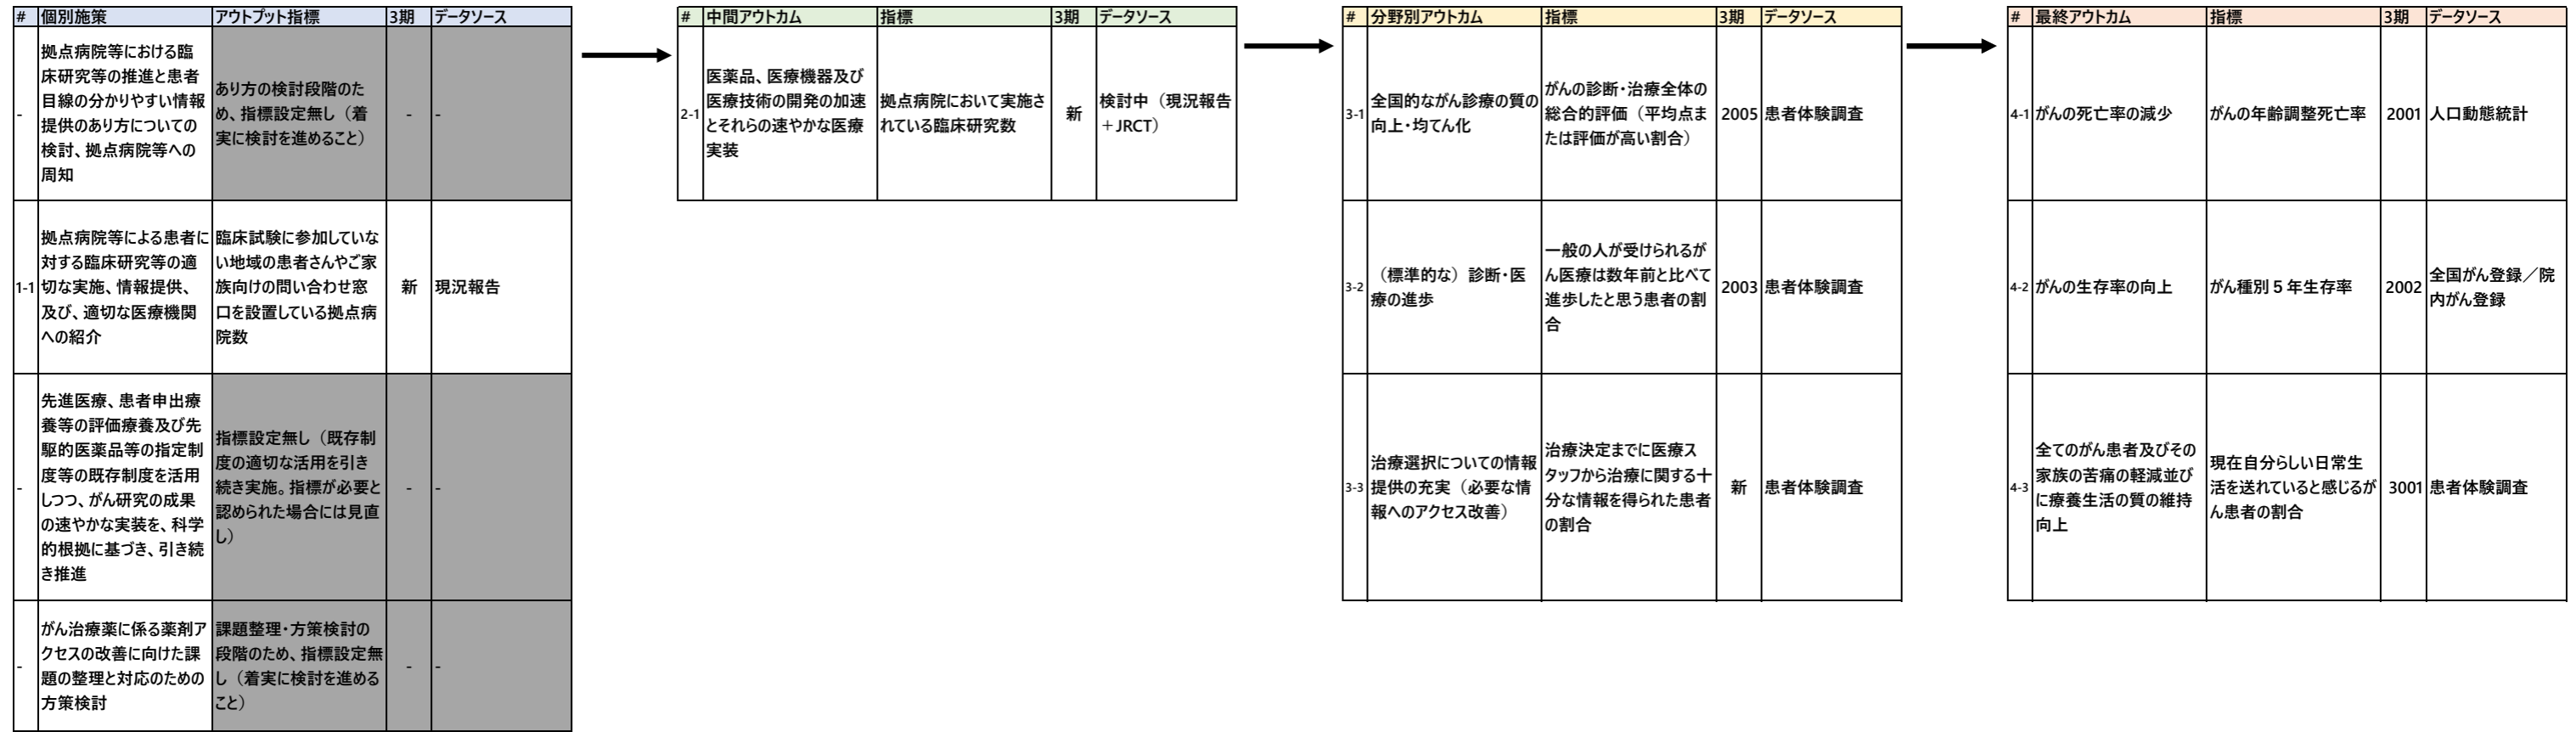 # 個別施策 アウトプット指標 3期 データソース
-
拠点病院等における臨
床研究等の推進と患者
目線の分かりやすい情報
提供のあり方についての
検討、拠点病院等への
周知
あり方の検討段階のた
め、指標設定無し（着
実に検討を進めること）
-
-
1-1
拠点病院等による患者に
対する臨床研究等の適
切な実施、情報提供、
及び、適切な医療機関
への紹介
臨床試験に参加していな
い地域の患者さんやご家
族向けの問い合わせ窓
口を設置している拠点病
院数
新
現況報告
-
先進医療、患者申出療
養等の評価療養及び先
駆的医薬品等の指定制
度等の既存制度を活用
しつつ、がん研究の成果
の速やかな実装を、科学
的根拠に基づき、引き続
き推進
指標設定無し（既存制
度の適切な活用を引き
続き実施。指標が必要と
認められた場合には見直
し）
-
-
-
がん治療薬に係る薬剤ア
クセスの改善に向けた課
題の整理と対応のための
方策検討
課題整理・方策検討の
段階のため、指標設定無
し（着実に検討を進める
こと）
-
-
# 中間アウトカム 指標 3期 データソース
2-1
医薬品、医療機器及び
医療技術の開発の加速
とそれらの速やかな医療
実装
拠点病院において実施さ
れている臨床研究数
新
検討中（現況報告
＋JRCT）
# 分野別アウトカム 指標 3期 データソース
3-1
全国的ながん診療の質の
向上・均てん化
がんの診断・治療全体の
総合的評価（平均点ま
たは評価が高い割合）
2005
患者体験調査
3-2
（標準的な）診断・医
療の進歩
一般の人が受けられるが
ん医療は数年前と比べて
進歩したと思う患者の割
合
2003
患者体験調査
3-3
治療選択についての情報
提供の充実（必要な情
報へのアクセス改善）
治療決定までに医療ス
タッフから治療に関する十
分な情報を得られた患者
の割合
新
患者体験調査
# 最終アウトカム 指標 3期 データソース
4-1
がんの死亡率の減少
がんの年齢調整死亡率
2001
人口動態統計
4-2
がんの生存率の向上
がん種別５年生存率
2002
全国がん登録／院
内がん登録
4-3
全てのがん患者及びその
家族の苦痛の軽減並び
に療養生活の質の維持
向上
現在自分らしい日常生
活を送れていると感じるが
ん患者の割合
3001
患者体験調査